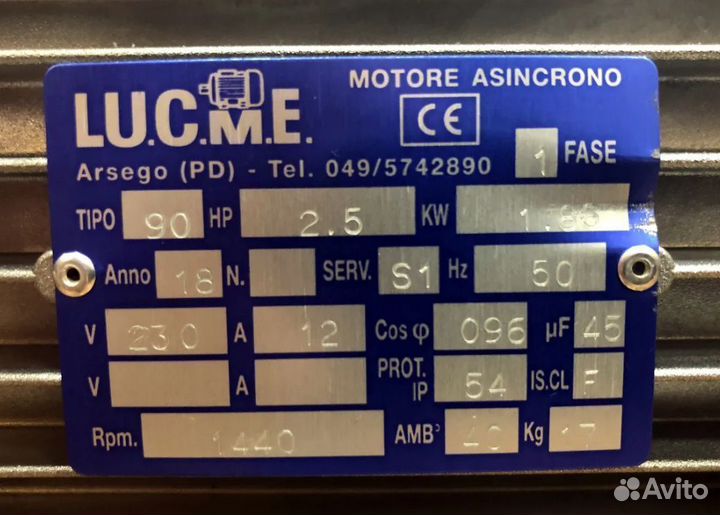 LU.C.M.E.
MOTORE ASINCRONO
CE
Arsego (PD) - Tel. 049/5742890
1 FASE
TIPO 90 HP 2.5 KW 1.85
Anno 18 N. SERV. S1 Hz 50
V 230 A 12 Cos φ 096 µF 45
V A PROT. IP 54 IS.CL F
Rpm. 1440 AMB° 40 Kg 17
Avito